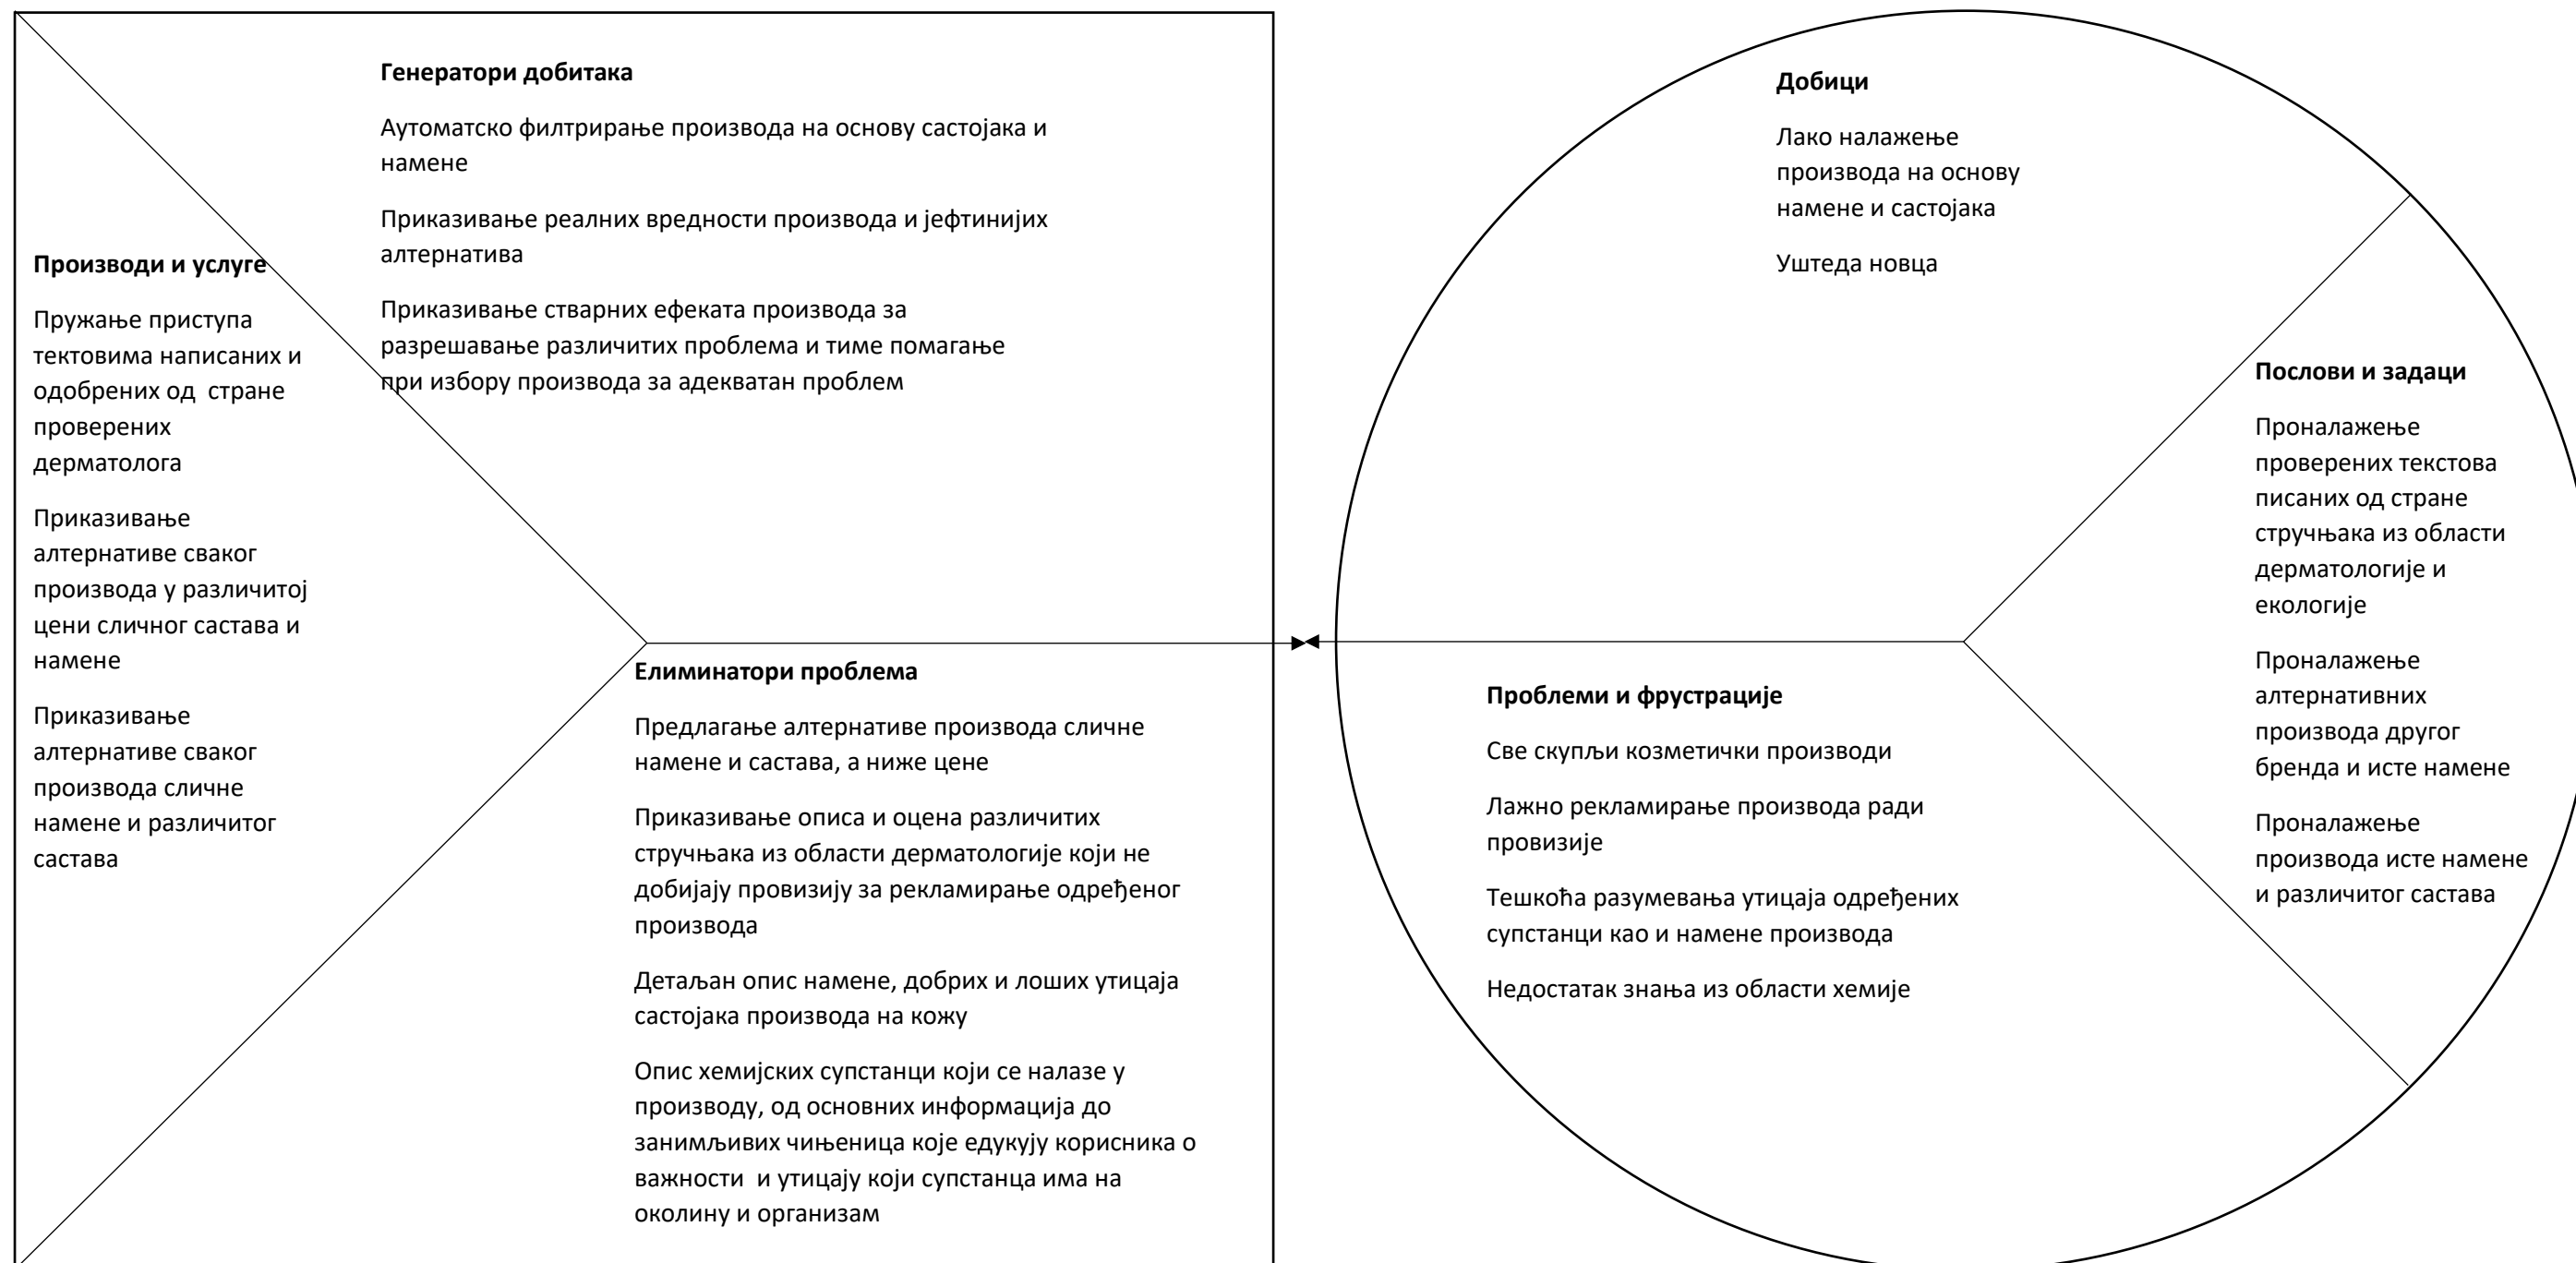 Генератори добитака
Аутоматско филтрирање производа на основу састојака и
намене
Приказивање реалних вредности производа и јефтинијих
алтернатива
Приказивање стварних ефеката производа за
разрешавање различитих проблема и тиме помагање
при избору производа за адекватан проблем
Производи и услуге
Пружање приступа
тектовима написаних и
одобрених од  стране
проверених
дерматолога
Приказивање
алтернативе сваког
производа у различитој
цени сличног састава и
намене
Приказивање
алтернативе сваког
производа сличне
намене и различитог
састава
Елиминатори проблема
Предлагање алтернативе производа сличне
намене и састава, а ниже цене
Приказивање описа и оцена различитих
стручњака из области дерматологије који не
добијају провизију за рекламирање одређеног
производа
Детаљан опис намене, добрих и лоших утицаја
састојака производа на кожу
Опис хемијских супстанци који се налазе у
производу, од основних информација до
занимљивих чињеница које едукују корисника о
важности  и утицају који супстанца има на
околину и организам
Добици
Лако налажење
производа на основу
намене и састојака
Уштеда новца
Проблеми и фрустрације
Све скупљи козметички производи
Лажно рекламирање производа ради
провизије
Тешкоћа разумевања утицаја одређених
супстанци као и намене производа
Недостатак знања из области хемије
Послови и задаци
Проналажење
проверених текстова
писаних од стране
стручњака из области
дерматологије и
екологије
Проналажење
алтернативних
производа другог
бренда и исте намене
Проналажење
производа исте намене
и различитог састава